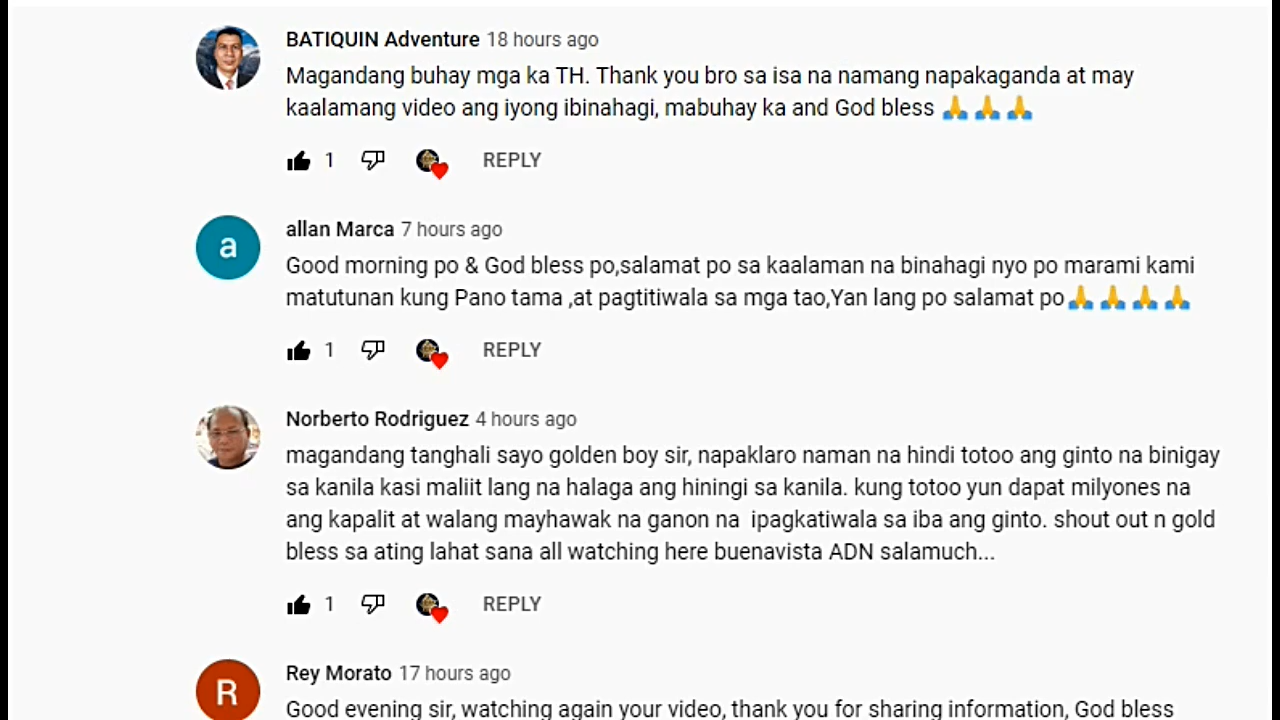 BATIQUIN Adventure 18 hours ago
Magandang buhay mga ka TH. Thank you bro sa isa na namang napakaganda at may
kaalamang video ang iyong ibinahagi, mabuhay ka and God bless 🙏🙏🙏
1 REPLY
a
allan Marca 7 hours ago
Good morning po & God bless po,salamat po sa kaalaman na binahagi nyo po marami kami
matutunan kung Pano tama ,at pagtitiwala sa mga tao,Yan lang po salamat po🙏🙏🙏🙏
1 REPLY
Norberto Rodriguez 4 hours ago
magandang tanghali sayo golden boy sir, napaklaro naman na hindi totoo ang ginto na binigay
sa kanila kasi maliit lang na halaga ang hiningi sa kanila. kung totoo yun dapat milyones na
ang kapalit at walang mayhawak na ganon na ipagkatiwala sa iba ang ginto. shout out n gold
bless sa ating lahat sana all watching here buenavista ADN salamuch...
1 REPLY
R
Rey Morato 17 hours ago
Good evening sir, watching again your video, thank you for sharing information, God bless